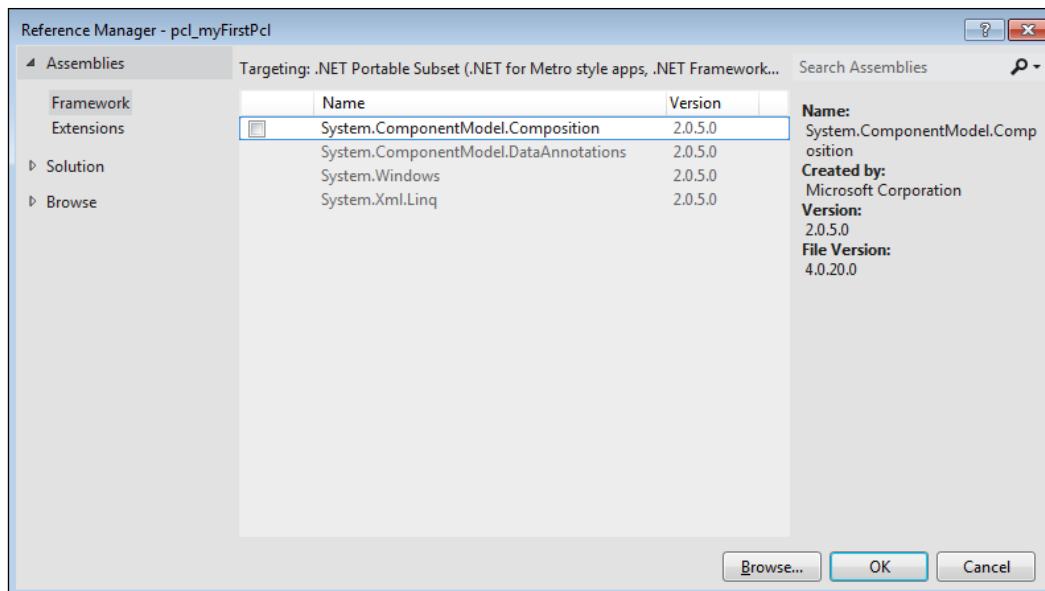 Reference Manager - pcl_myFirstPcl
Assemblies
Framework
Extensions
Solution
Browse
Targeting: .NET Portable Subset (.NET for Metro style apps, .NET Framework...
Name Version
System.ComponentModel.Composition 2.0.5.0
System.ComponentModel.DataAnnotations 2.0.5.0
System.Windows 2.0.5.0
System.Xml.Linq 2.0.5.0
Search Assemblies
Name:
System.ComponentModel.Comp
osition
Created by:
Microsoft Corporation
Version:
2.0.5.0
File Version:
4.0.20.0
Browse... OK Cancel